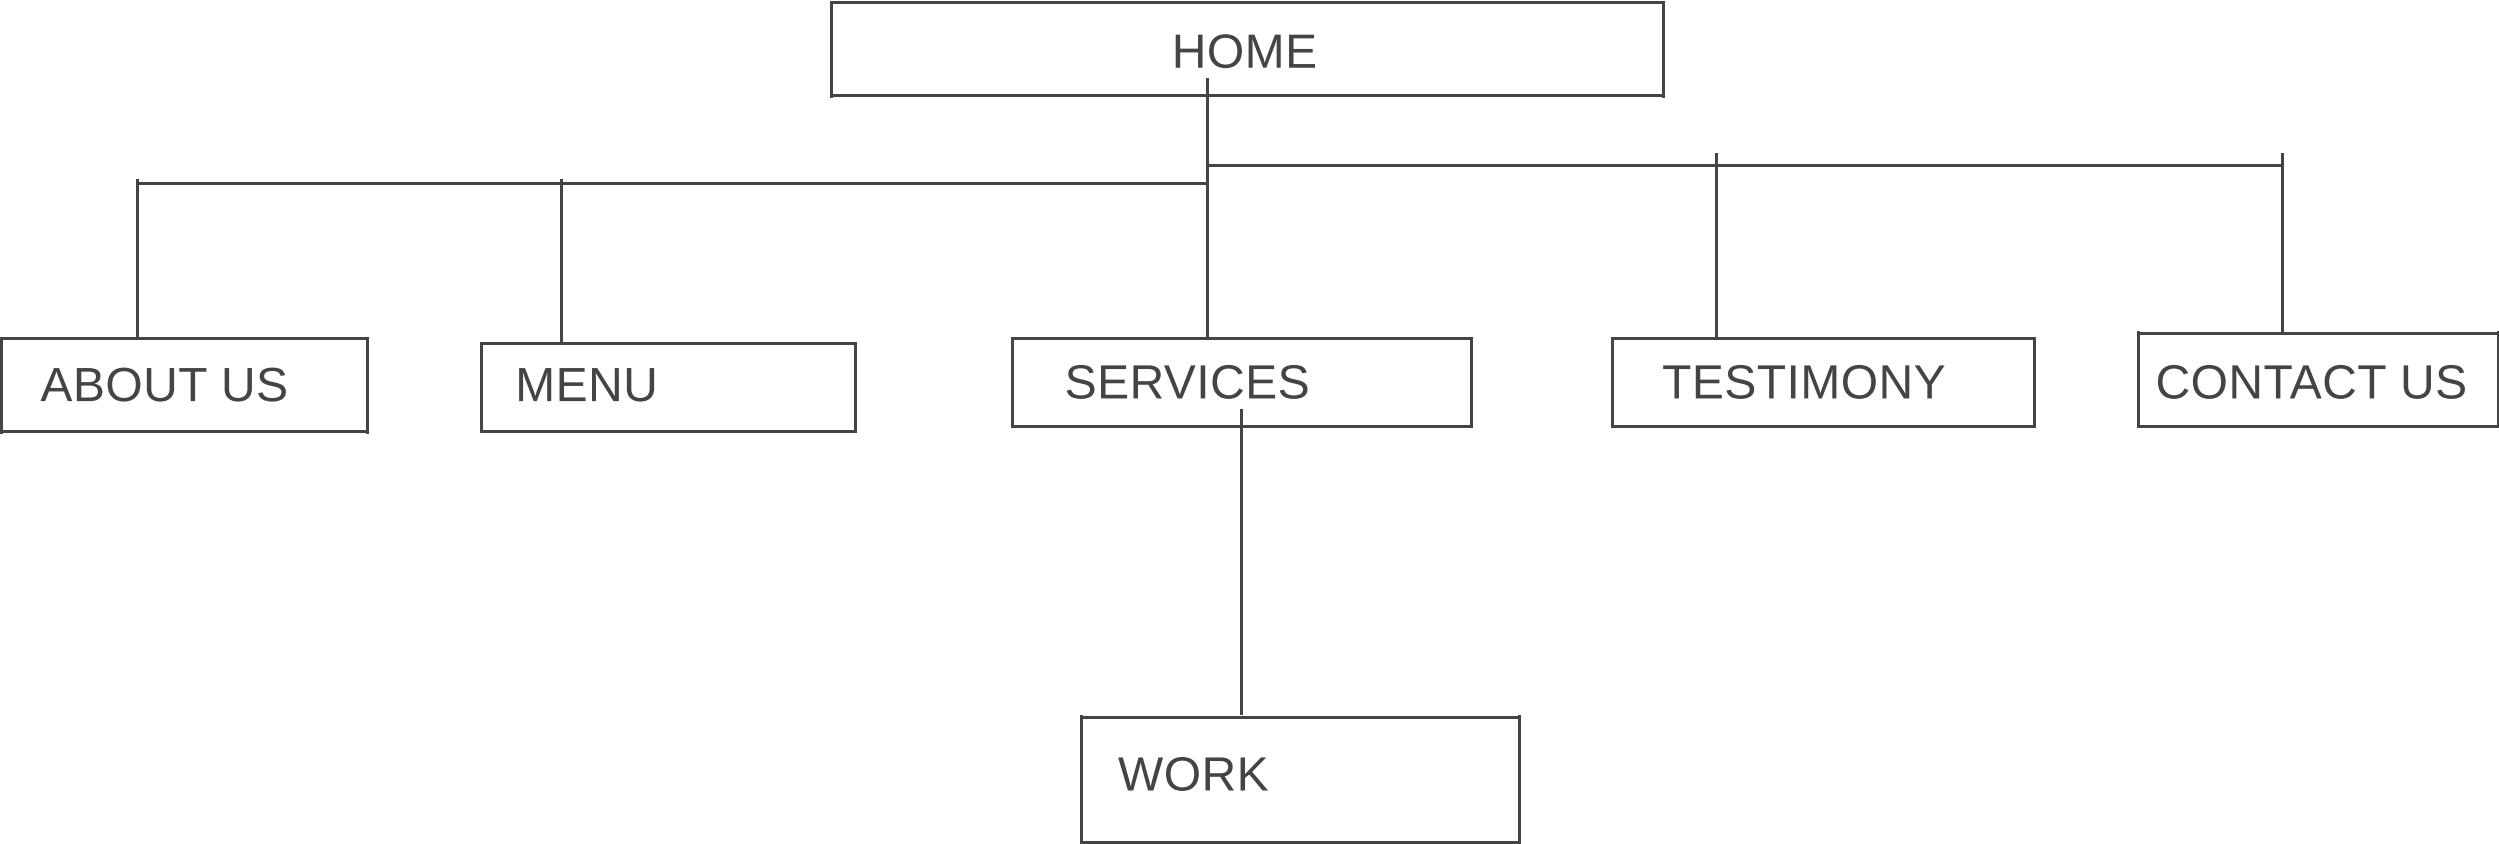 HOME
ABOUT US
MENU
SERVICES
TESTIMONY
CONTACT US
WORK